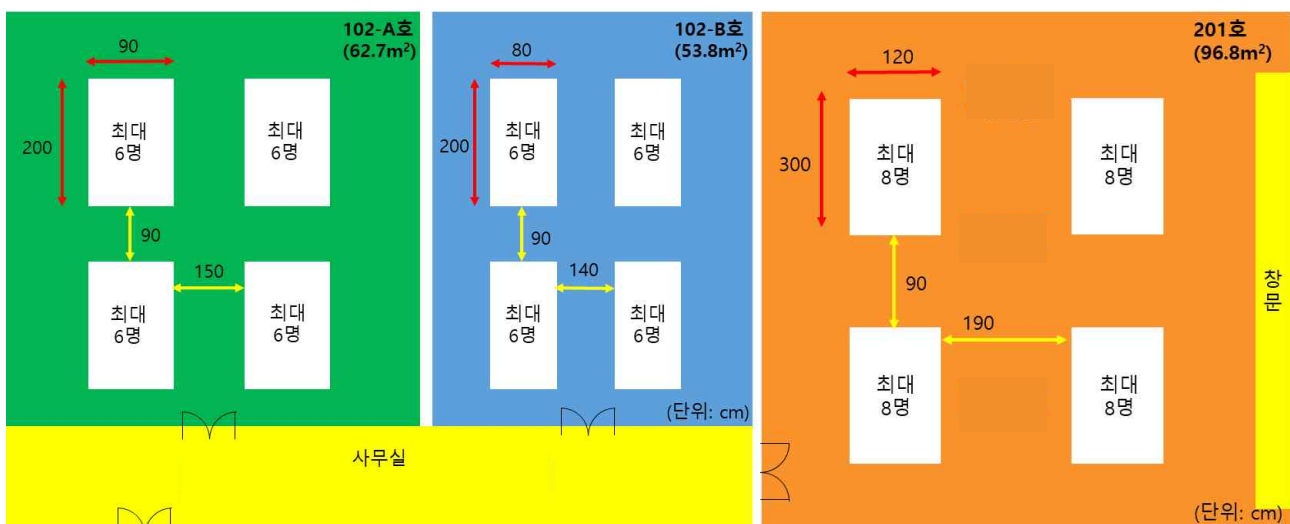 102-A호
(62.7m²)
90
200
최대
6명
최대
6명
90
150
최대
6명
최대
6명
102-B호
(53.8m²)
80
200
최대
6명
최대
6명
90
140
최대
6명
최대
6명
(단위: cm)
사무실
201호
(96.8m²)
120
300
최대
8명
최대
8명
90
190
최대
8명
최대
8명
창문
(단위: cm)